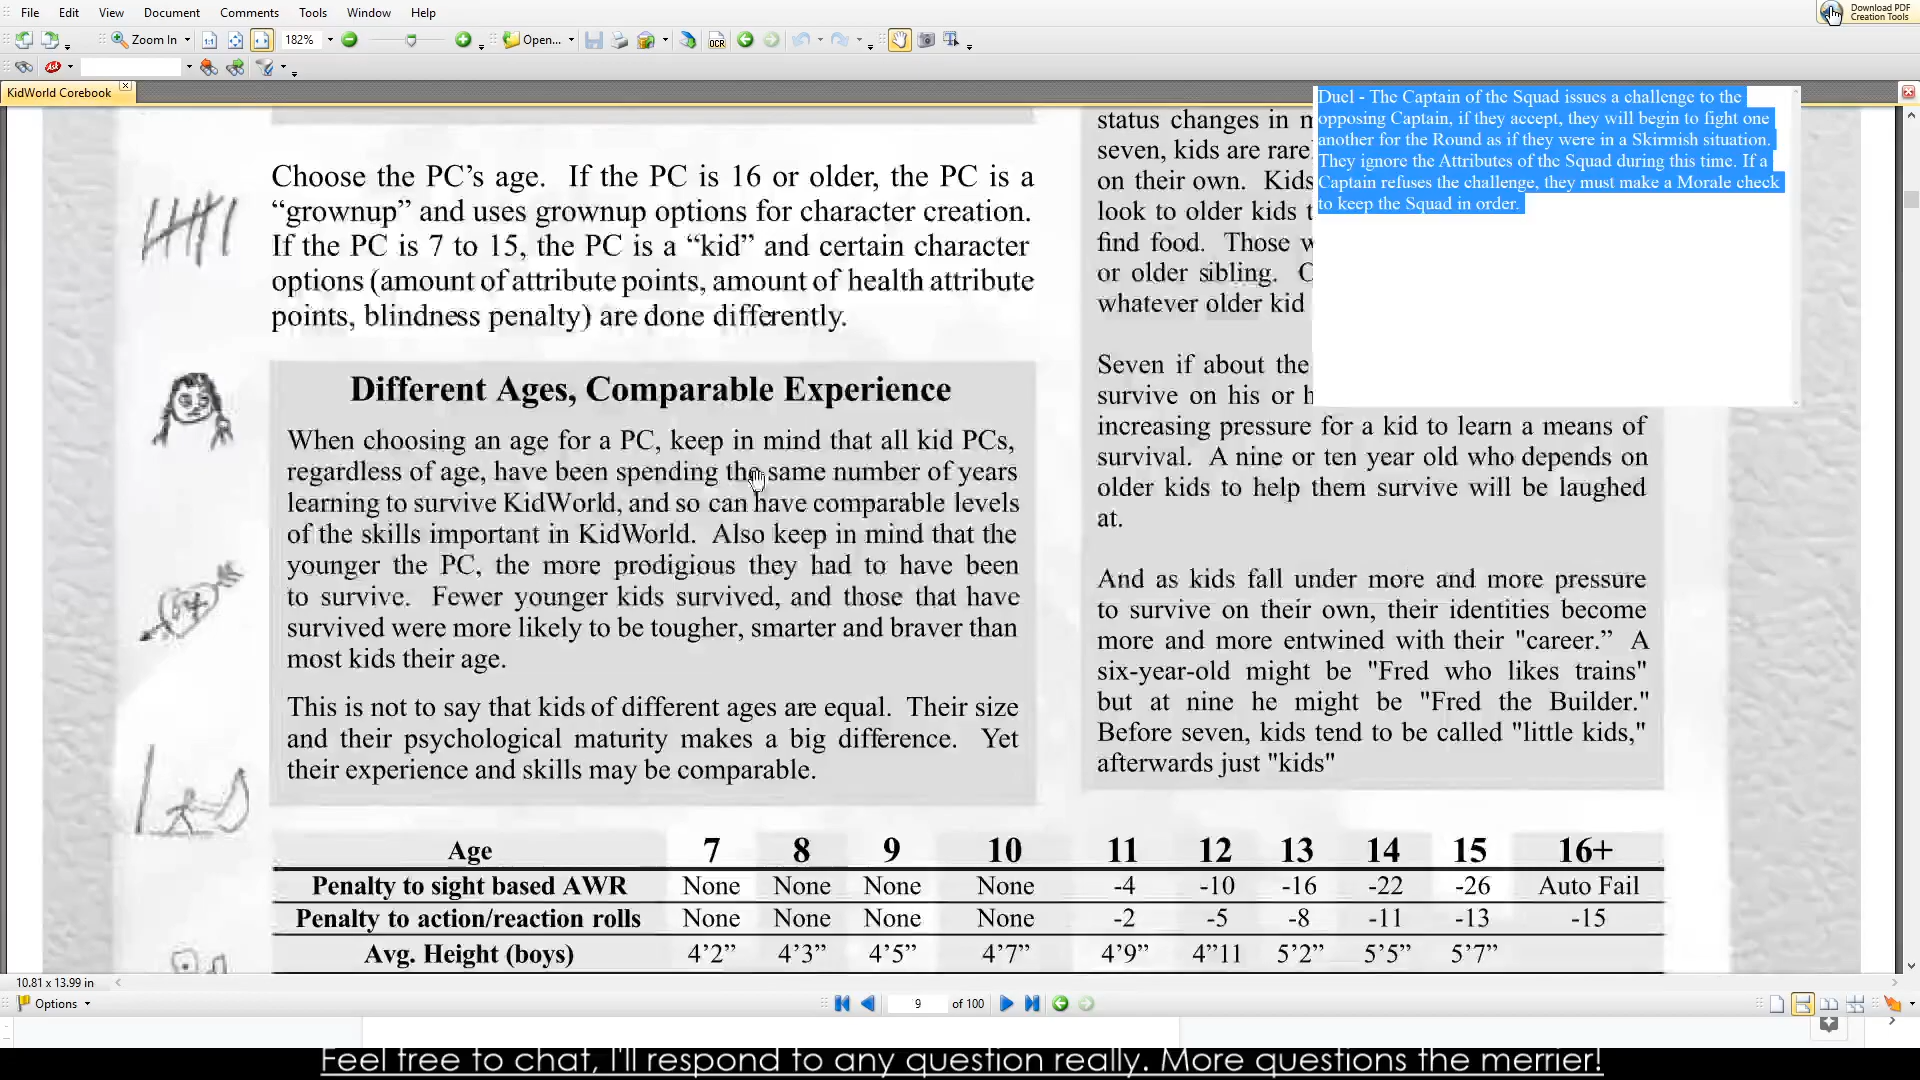 File Edit View Document Comments Tools Window Help
Download PDF
Creation Tools
Zoom In 182% Open... OCR
Ask
KidWorld Corebook
Choose the PC's age. If the PC is 16 or older, the PC is a
“grownup” and uses grownup options for character creation.
If the PC is 7 to 15, the PC is a “kid” and certain character
options (amount of attribute points, amount of health attribute
points, blindness penalty) are done differently.
Different Ages, Comparable Experience
When choosing an age for a PC, keep in mind that all kid PCs,
regardless of age, have been spending the same number of years
learning to survive KidWorld, and so can have comparable levels
of the skills important in KidWorld. Also keep in mind that the
younger the PC, the more prodigious they had to have been
to survive. Fewer younger kids survived, and those that have
survived were more likely to be tougher, smarter and braver than
most kids their age.
This is not to say that kids of different ages are equal. Their size
and their psychological maturity makes a big difference. Yet
their experience and skills may be comparable.
status changes in
seven, kids are
on their own. Kids
look to older kids
find food. Those
or older sibling.
whatever older kid
Duel - The Captain of the Squad issues a challenge to the
opposing Captain, if they accept, they will begin to fight one
another for the Round as if they were in a Skirmish situation.
They ignore the Attributes of the Squad during this time. If a
Captain refuses the challenge, they must make a Morale check
to keep the Squad in order.
Seven if about the
survive on his or
increasing pressure for a kid to learn a means of
survival. A nine or ten year old who depends on
older kids to help them survive will be laughed
at.
And as kids fall under more and more pressure
to survive on their own, their identities become
more and more entwined with their "career.” A
six-year-old might be "Fred who likes trains"
but at nine he might be "Fred the Builder."
Before seven, kids tend to be called "little kids,"
afterwards just "kids"
Age 7 8 9 10 11 12 13 14 15 16+
Penalty to sight based AWR None None None None -4 -10 -16 -22 -26 Auto Fail
Penalty to action/reaction rolls None None None None -2 -5 -8 -11 -13 -15
Avg. Height (boys) 4’2” 4’3” 4’5” 4’7” 4’9” 4”11 5’2” 5’5” 5’7”
10.81 x 13.99 in
Options 9 of 100
Feel free to chat, I'll respond to any question really. More questions the merrier!